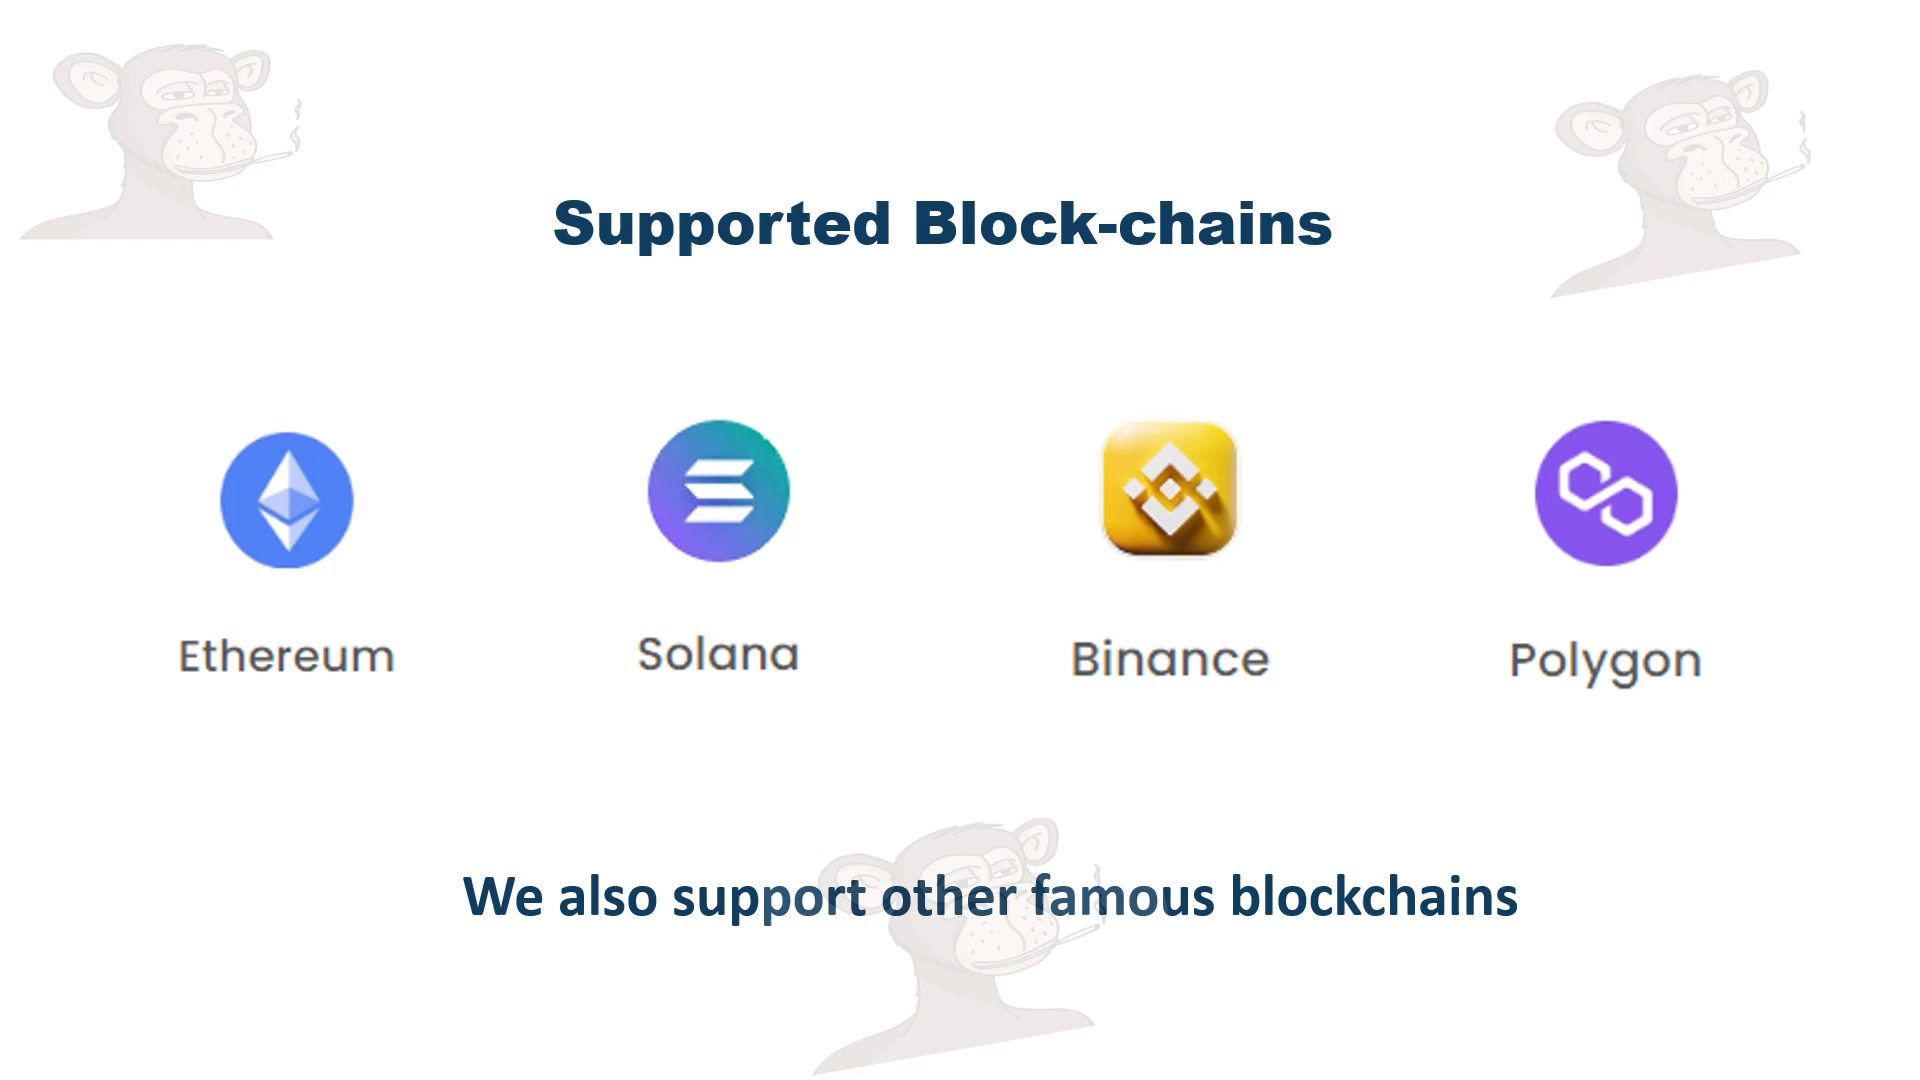 Supported Block-chains
Ethereum
Solana
Binance
Polygon
We also support other famous blockchains